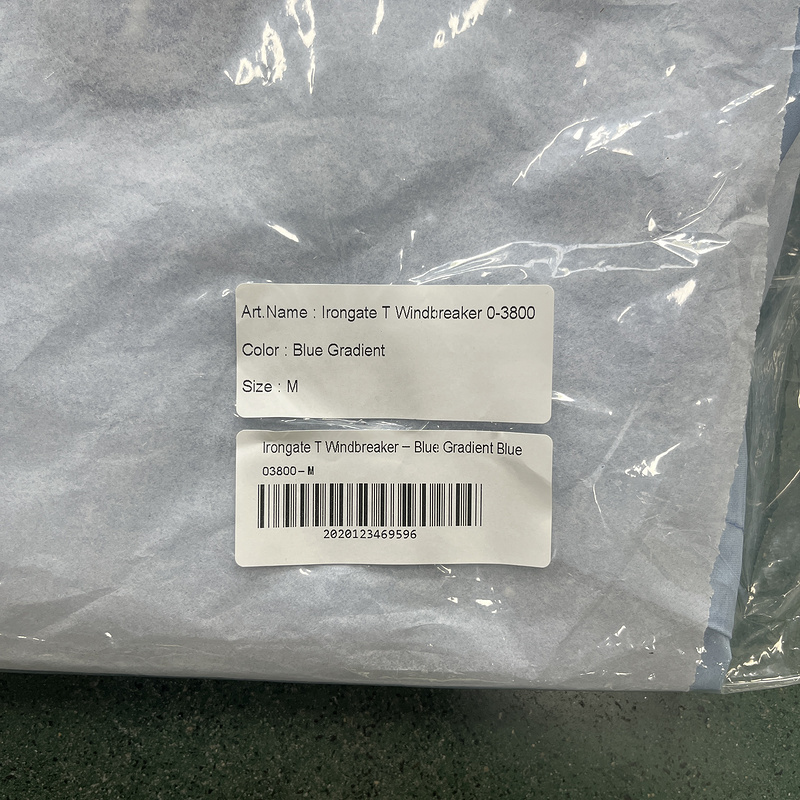 Art.Name : Irongate T Windbreaker 0-3800
Color : Blue Gradient
Size : M
Irongate T Windbreaker – Blue Gradient Blue
03800-M
2020123469596